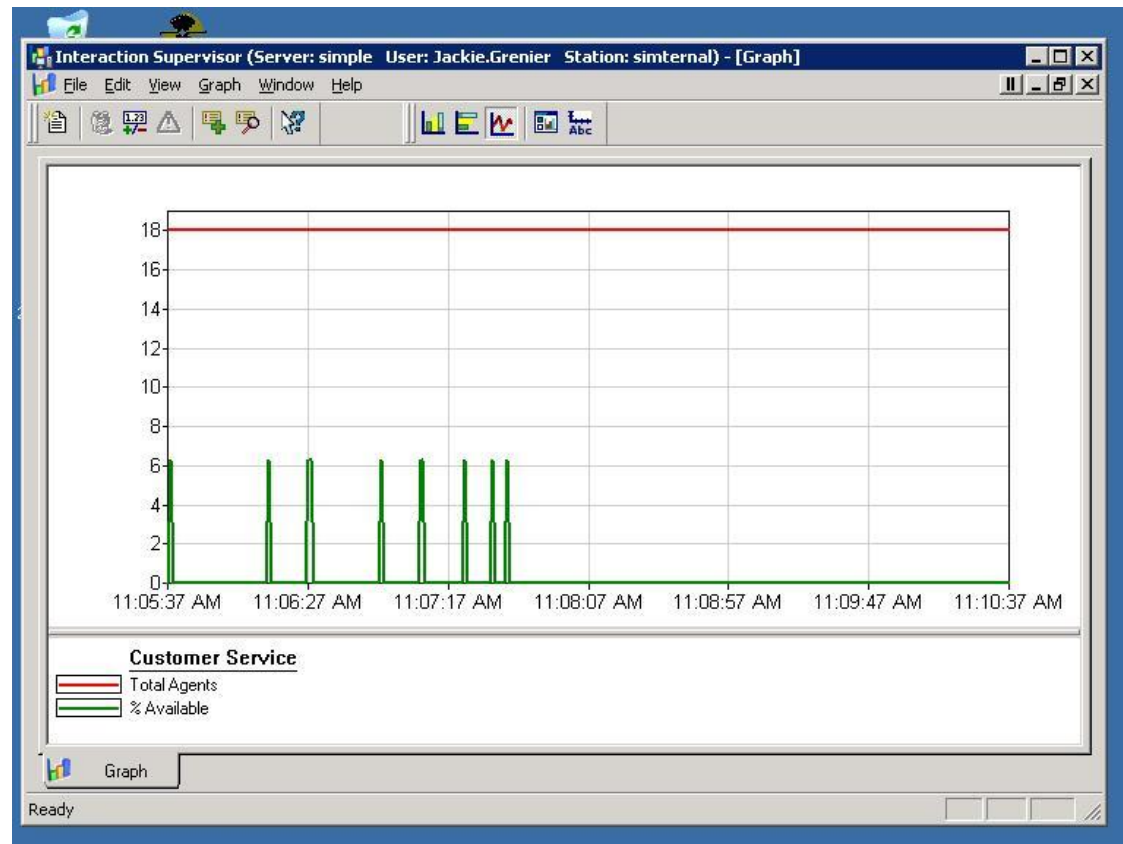 Interaction Supervisor (Server: simple User: Jackie.Grenier Station: simternal) - [Graph]
File Edit View Graph Window Help
1.23
Abc
18
16
14
12
10
8
6
4
2
0
11:05:37 AM 11:06:27 AM 11:07:17 AM 11:08:07 AM 11:08:57 AM 11:09:47 AM 11:10:37 AM
Customer Service
Total Agents
% Available
Graph
Ready